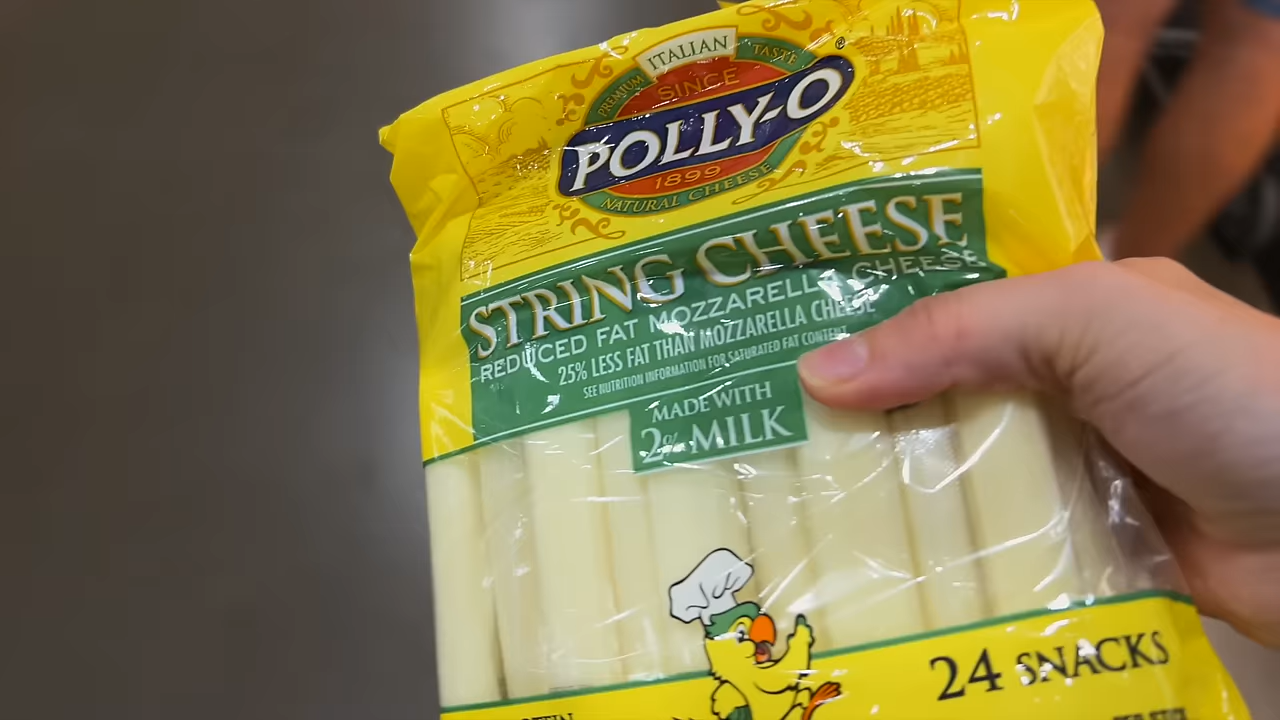 ITALIAN
PREMIUM TASTE
SINCE
POLLY-O®
1899
NATURAL CHEESE
STRING CHEESE
REDUCED FAT MOZZARELLA CHEESE
25% LESS FAT THAN MOZZARELLA CHEESE
SEE NUTRITION INFORMATION FOR SATURATED FAT CONTENT
MADE WITH
2% MILK
24 SNACKS